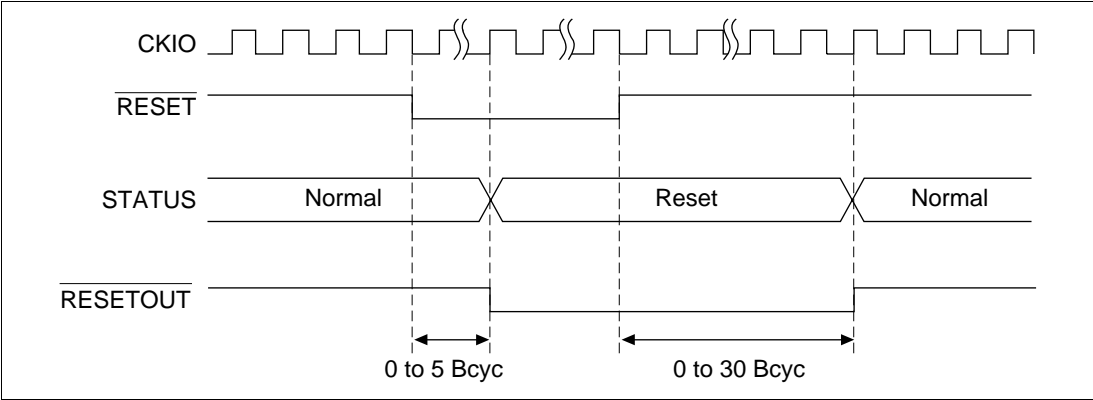 CKIO
RESET
STATUS
Normal
Reset
Normal
RESETOUT
0 to 5 Bcyc
0 to 30 Bcyc